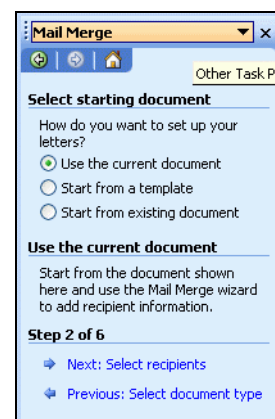 Mail Merge
Other Task P
Select starting document
How do you want to set up your
letters?
Use the current document
Start from a template
Start from existing document
Use the current document
Start from the document shown
here and use the Mail Merge wizard
to add recipient information.
Step 2 of 6
Next: Select recipients
Previous: Select document type